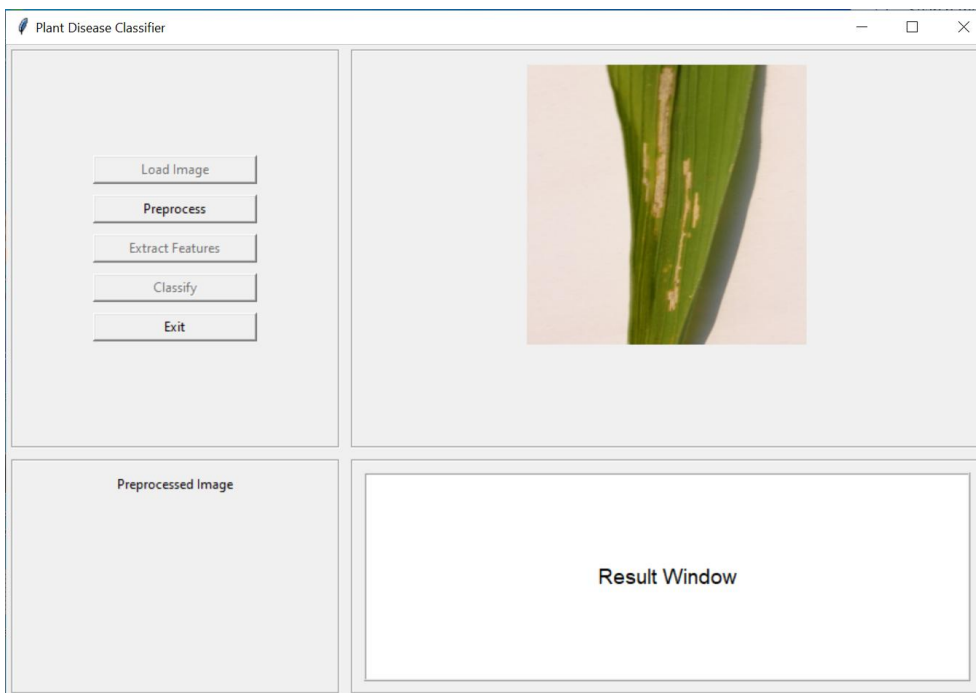 Plant Disease Classifier
Load Image
Preprocess
Extract Features
Classify
Exit
Preprocessed Image
Result Window